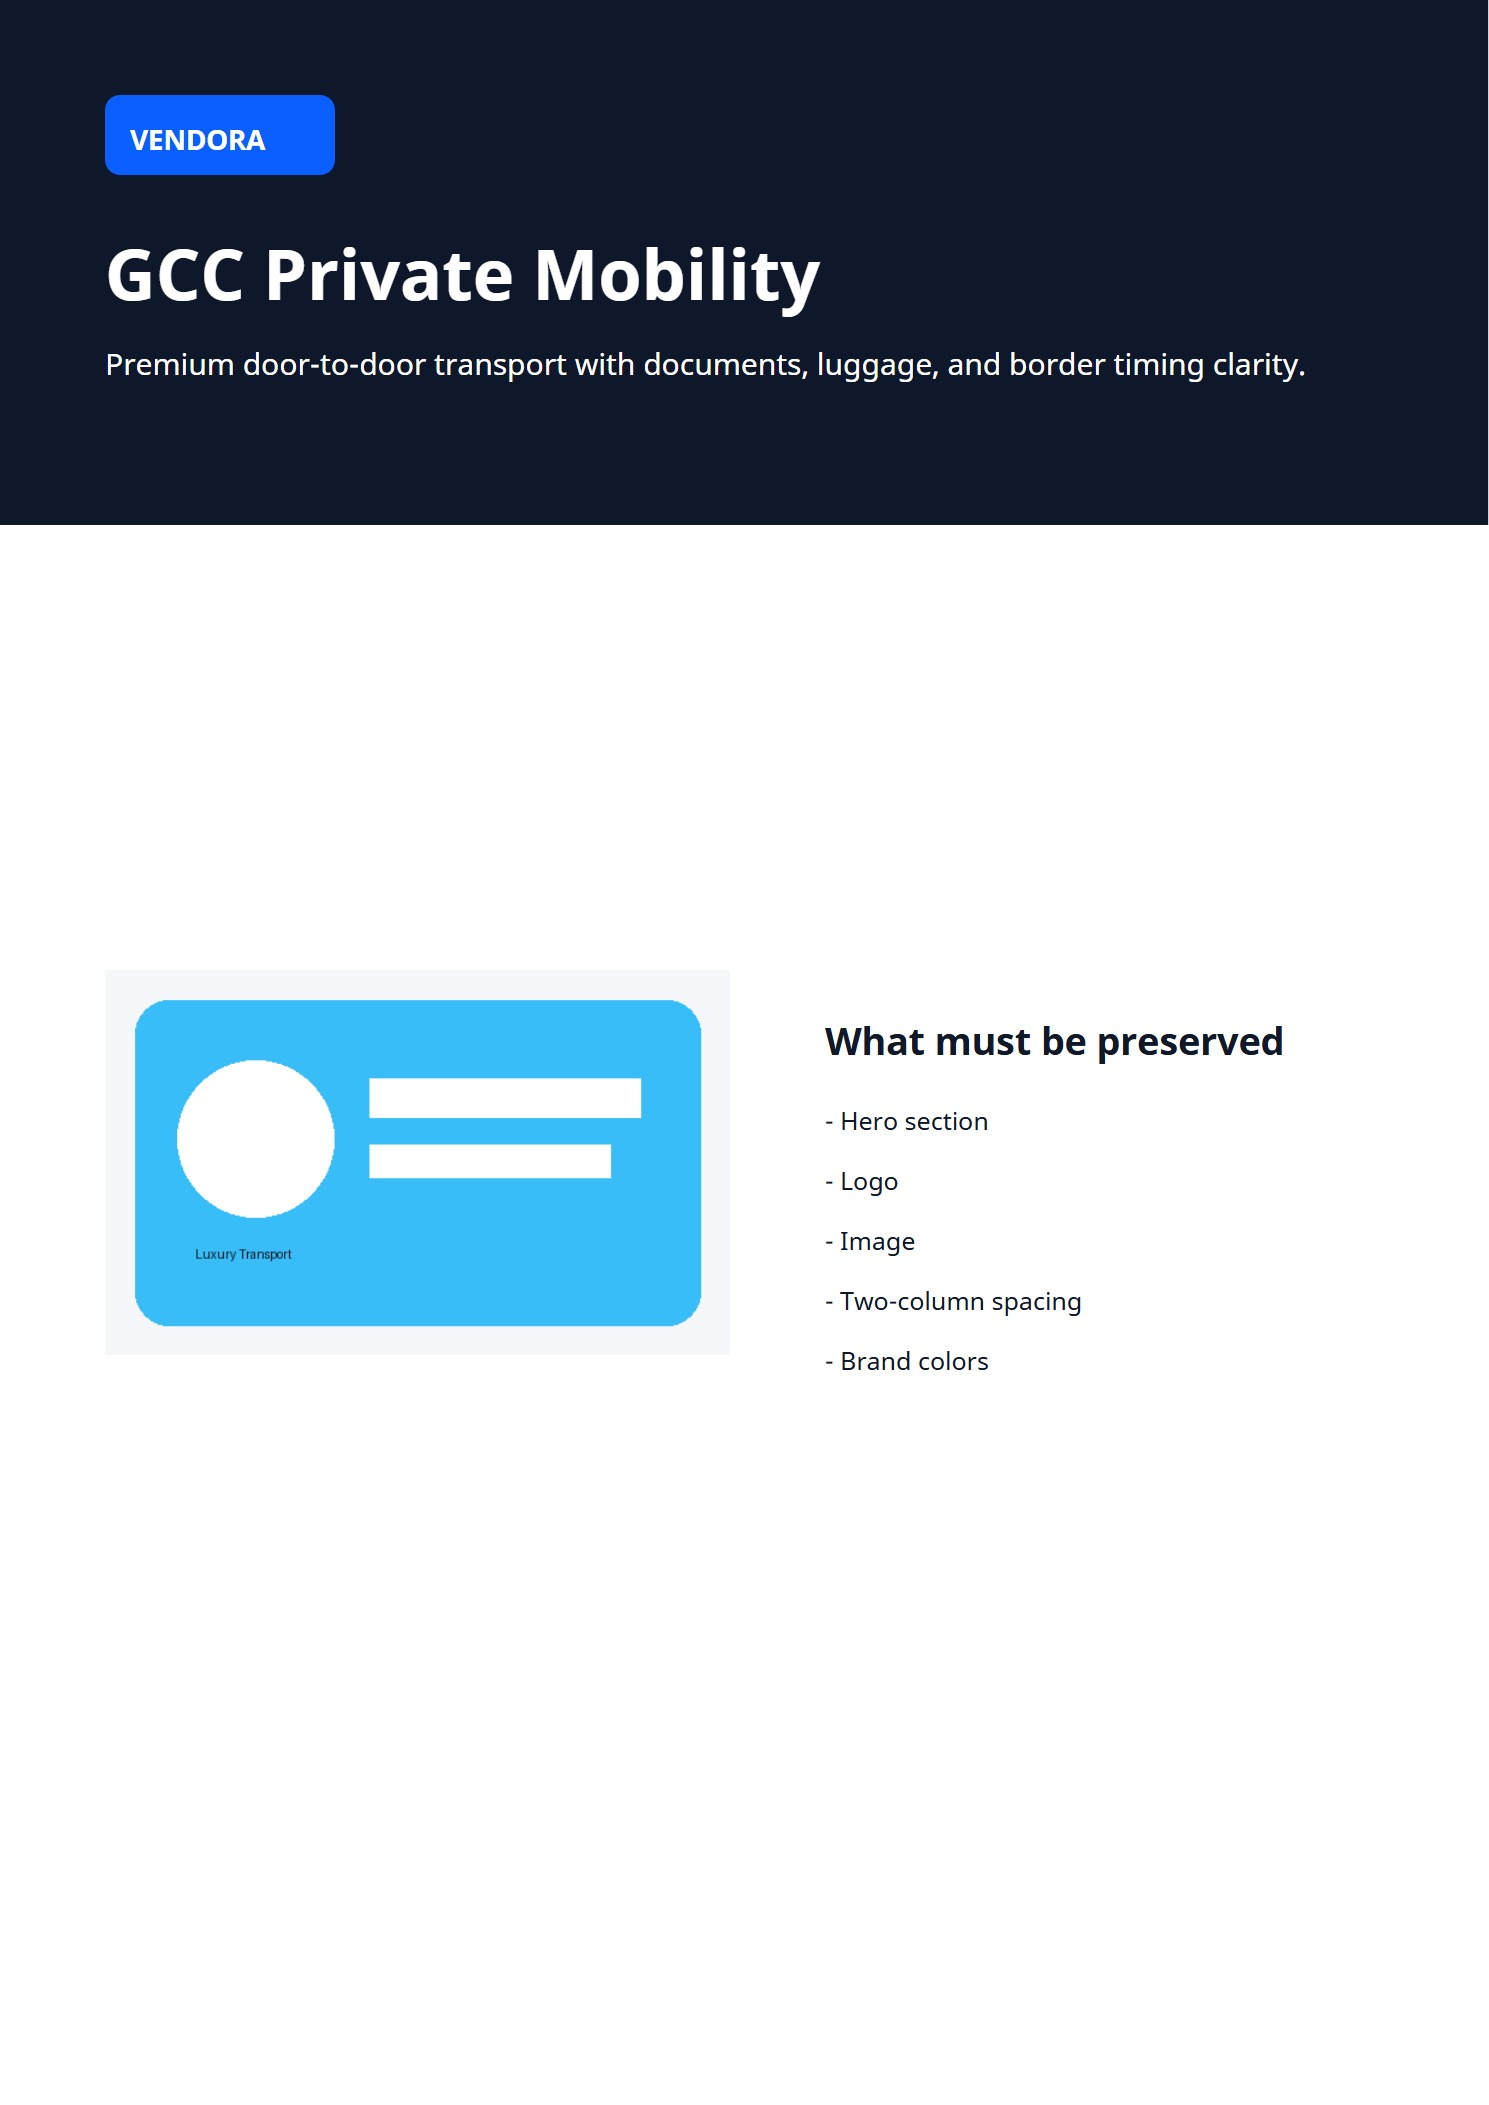 VENDORA
GCC Private Mobility
Premium door-to-door transport with documents, luggage, and border timing clarity.
Luxury Transport
What must be preserved
- Hero section
- Logo
- Image
- Two-column spacing
- Brand colors